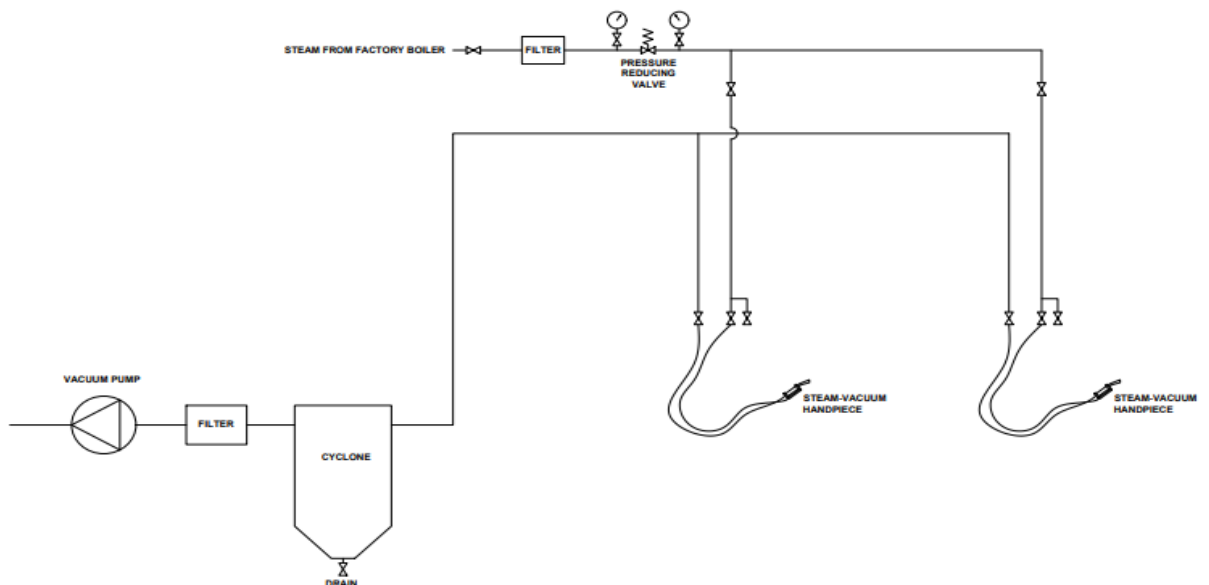 STEAM FROM FACTORY BOILER
FILTER
PRESSURE
REDUCING
VALVE
VACUUM PUMP
FILTER
CYCLONE
DRAIN
STEAM-VACUUM
HANDPIECE
STEAM-VACUUM
HANDPIECE